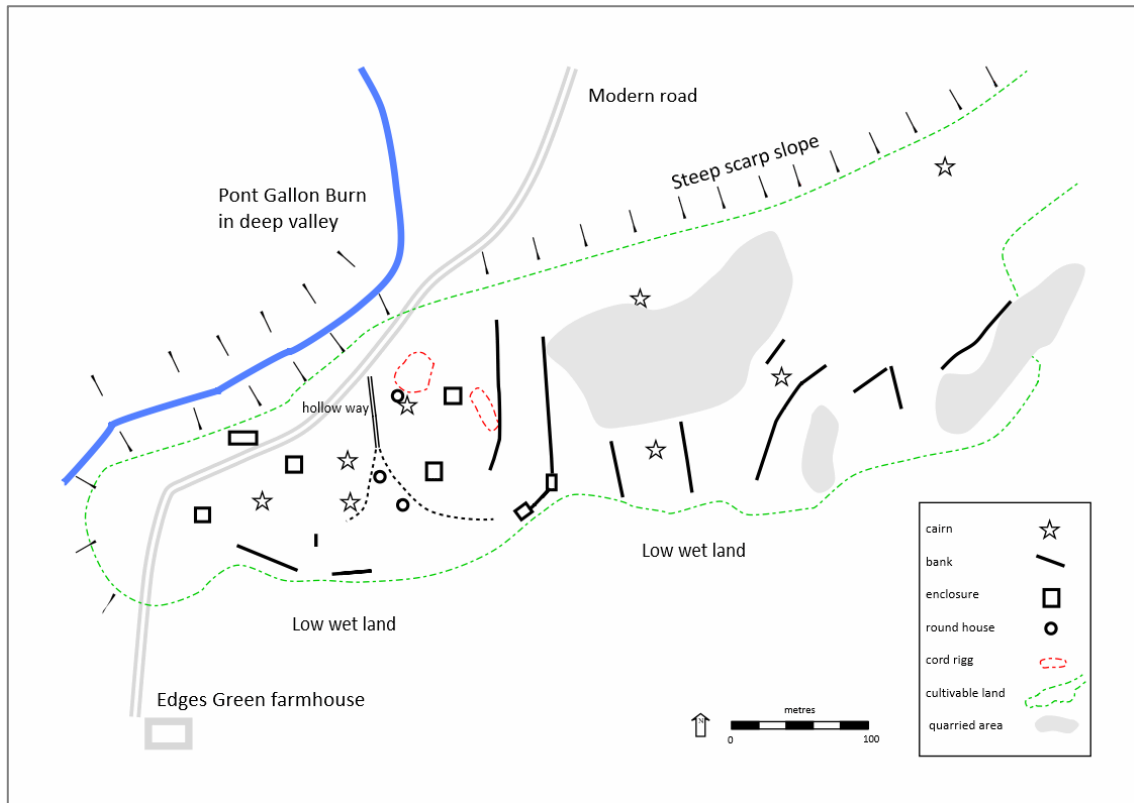 Modern road
Steep scarp slope
Pont Gallon Burn
in deep valley
hollow way
Low wet land
Low wet land
Edges Green farmhouse
N
metres
0
100
cairn
bank
enclosure
round house
cord rigg
cultivable land
quarried area